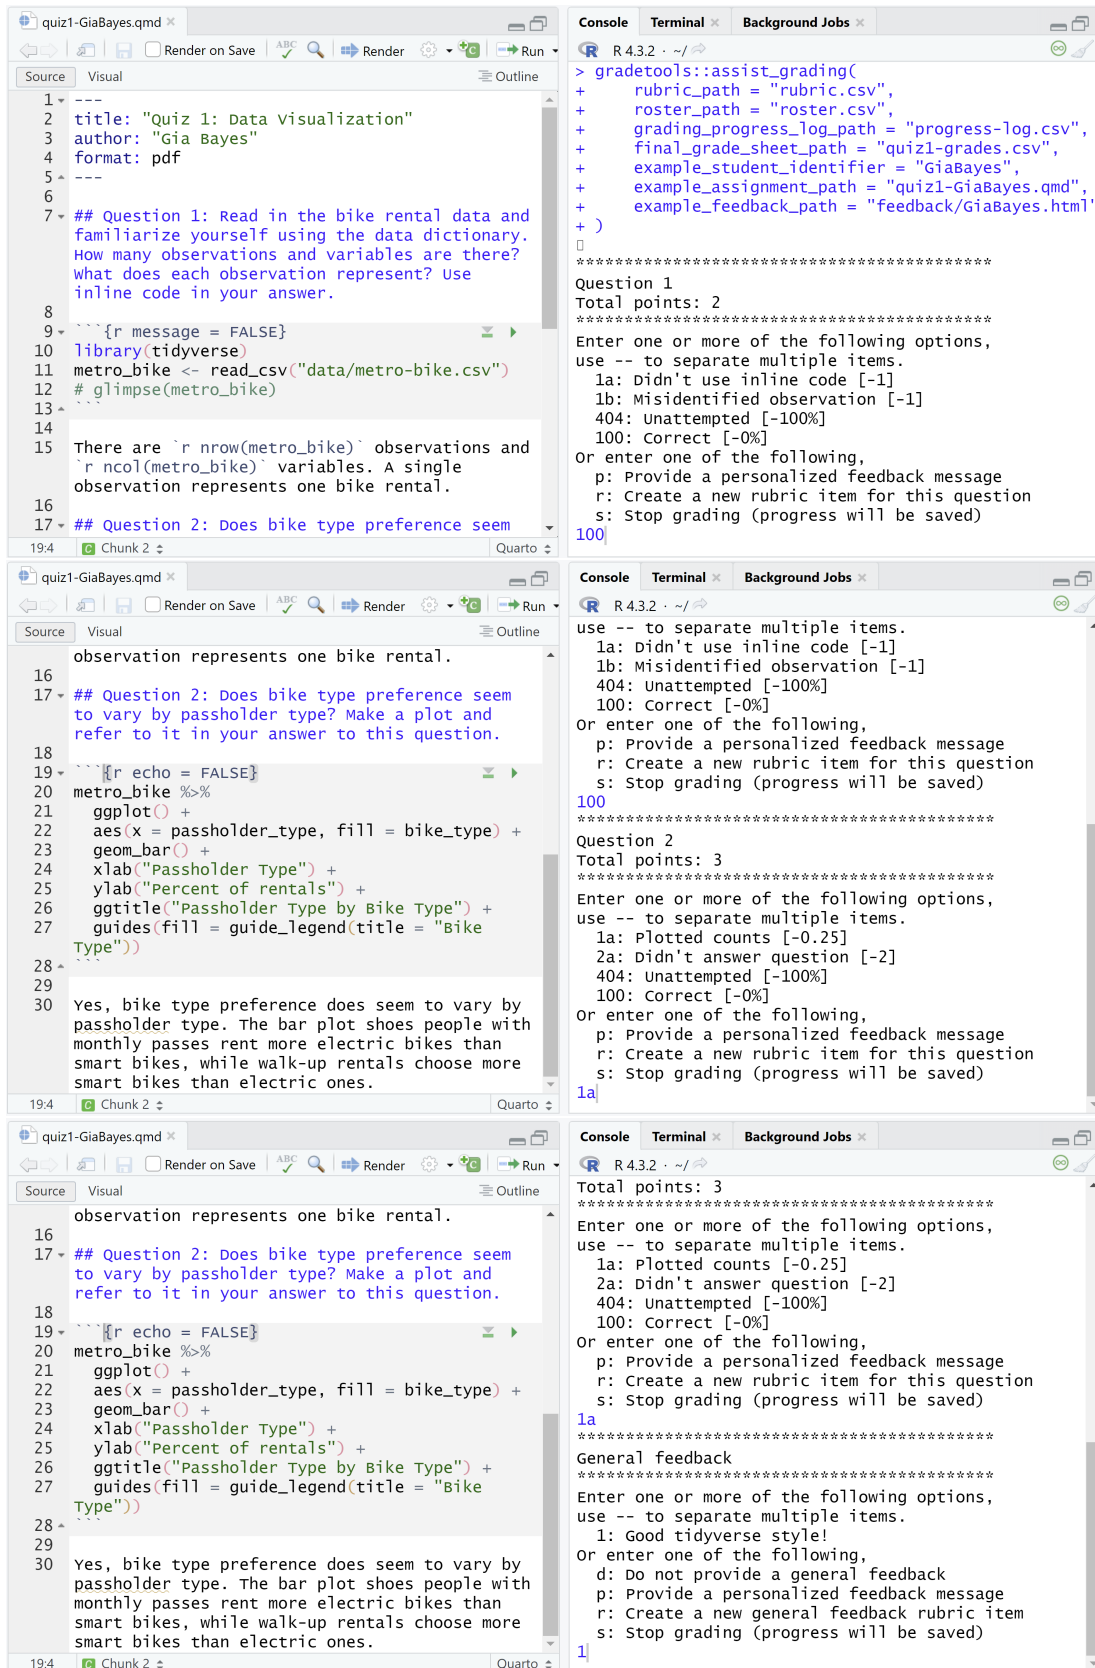 quiz1-GiaBayes.qmd
Render on Save
ABC
Render
Run
Source Visual
Outline
1 ---
2 title: "Quiz 1: Data Visualization"
3 author: "Gia Bayes"
4 format: pdf
5 ---
6
7 ## Question 1: Read in the bike rental data and
familiarize yourself using the data dictionary.
How many observations and variables are there?
What does each observation represent? Use
inline code in your answer.
8
9 ```{r message = FALSE}
10 library(tidyverse)
11 metro_bike <- read_csv("data/metro-bike.csv")
12 # glimpse(metro_bike)
13 ```
14
15 There are `r nrow(metro_bike)` observations and
`r ncol(metro_bike)` variables. A single
observation represents one bike rental.
16
17 ## Question 2: Does bike type preference seem
19:4 C Chunk 2 Quarto
Console Terminal Background Jobs
R R 4.3.2 · ~/
> gradetools::assist_grading(
+ rubric_path = "rubric.csv",
+ roster_path = "roster.csv",
+ grading_progress_log_path = "progress-log.csv",
+ final_grade_sheet_path = "quiz1-grades.csv",
+ example_student_identifier = "GiaBayes",
+ example_assignment_path = "quiz1-GiaBayes.qmd",
+ example_feedback_path = "feedback/GiaBayes.html"
+ )
*******************************************
Question 1
Total points: 2
*******************************************
Enter one or more of the following options,
use -- to separate multiple items.
1a: Didn't use inline code [-1]
1b: Misidentified observation [-1]
404: Unattempted [-100%]
100: Correct [-0%]
Or enter one of the following,
p: Provide a personalized feedback message
r: Create a new rubric item for this question
s: Stop grading (progress will be saved)
100
quiz1-GiaBayes.qmd
Render on Save
ABC
Render
Run
Source Visual
Outline
observation represents one bike rental.
16
17 ## Question 2: Does bike type preference seem
to vary by passholder type? Make a plot and
refer to it in your answer to this question.
18
19 ```{r echo = FALSE}
20 metro_bike %>%
21 ggplot() +
22 aes(x = passholder_type, fill = bike_type) +
23 geom_bar() +
24 xlab("Passholder Type") +
25 ylab("Percent of rentals") +
26 ggtitle("Passholder Type by Bike Type") +
27 guides(fill = guide_legend(title = "Bike
Type"))
28 ```
29
30 Yes, bike type preference does seem to vary by
passholder type. The bar plot shoes people with
monthly passes rent more electric bikes than
smart bikes, while walk-up rentals choose more
smart bikes than electric ones.
19:4 C Chunk 2 Quarto
Console Terminal Background Jobs
R R 4.3.2 · ~/
use -- to separate multiple items.
1a: Didn't use inline code [-1]
1b: Misidentified observation [-1]
404: Unattempted [-100%]
100: Correct [-0%]
Or enter one of the following,
p: Provide a personalized feedback message
r: Create a new rubric item for this question
s: Stop grading (progress will be saved)
100
*******************************************
Question 2
Total points: 3
*******************************************
Enter one or more of the following options,
use -- to separate multiple items.
1a: Plotted counts [-0.25]
2a: Didn't answer question [-2]
404: Unattempted [-100%]
100: Correct [-0%]
Or enter one of the following,
p: Provide a personalized feedback message
r: Create a new rubric item for this question
s: Stop grading (progress will be saved)
1a
quiz1-GiaBayes.qmd
Render on Save
ABC
Render
Run
Source Visual
Outline
observation represents one bike rental.
16
17 ## Question 2: Does bike type preference seem
to vary by passholder type? Make a plot and
refer to it in your answer to this question.
18
19 ```{r echo = FALSE}
20 metro_bike %>%
21 ggplot() +
22 aes(x = passholder_type, fill = bike_type) +
23 geom_bar() +
24 xlab("Passholder Type") +
25 ylab("Percent of rentals") +
26 ggtitle("Passholder Type by Bike Type") +
27 guides(fill = guide_legend(title = "Bike
Type"))
28 ```
29
30 Yes, bike type preference does seem to vary by
passholder type. The bar plot shoes people with
monthly passes rent more electric bikes than
smart bikes, while walk-up rentals choose more
smart bikes than electric ones.
19:4 C Chunk 2 Quarto
Console Terminal Background Jobs
R R 4.3.2 · ~/
Total points: 3
*******************************************
Enter one or more of the following options,
use -- to separate multiple items.
1a: Plotted counts [-0.25]
2a: Didn't answer question [-2]
404: Unattempted [-100%]
100: Correct [-0%]
Or enter one of the following,
p: Provide a personalized feedback message
r: Create a new rubric item for this question
s: Stop grading (progress will be saved)
1a
*******************************************
General feedback
*******************************************
Enter one or more of the following options,
use -- to separate multiple items.
1: Good tidyverse style!
Or enter one of the following,
d: Do not provide a general feedback
p: Provide a personalized feedback message
r: Create a new general feedback rubric item
s: Stop grading (progress will be saved)
1